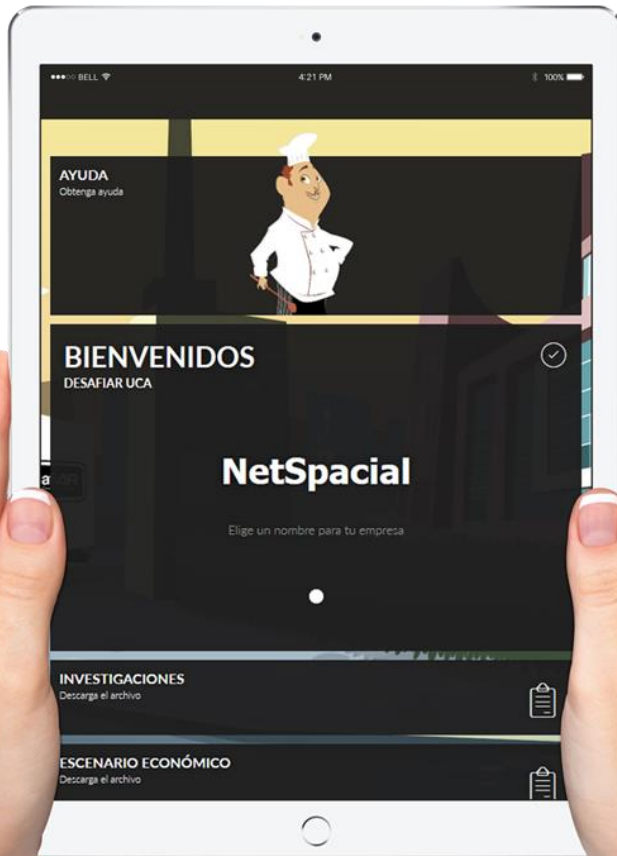 BELL
4:21 PM
100%
AYUDA
Obtenga ayuda
BIENVENIDOS
DESAFIAR UCA
NetSpacial
Elige un nombre para tu empresa
INVESTIGACIONES
Descarga el archivo
ESCENARIO ECONÓMICO
Descarga el archivo